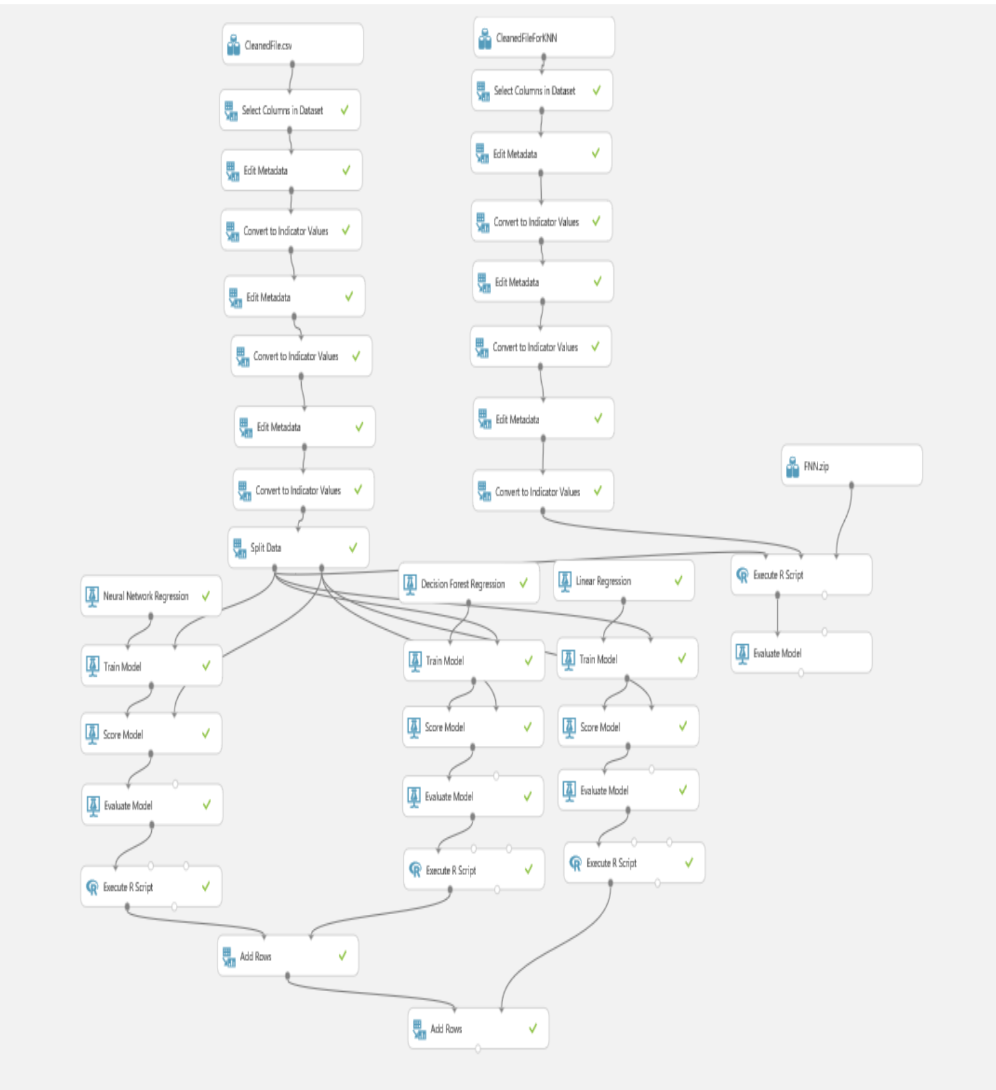 CleanedFile.csv
CleanedFileForKNN
Select Columns in Dataset
Select Columns in Dataset
Edit Metadata
Edit Metadata
Convert to Indicator Values
Convert to Indicator Values
Edit Metadata
Edit Metadata
Convert to Indicator Values
Convert to Indicator Values
Edit Metadata
Edit Metadata
FNN.zip
Convert to Indicator Values
Convert to Indicator Values
Split Data
Execute R Script
Neural Network Regression
Decision Forest Regression
Linear Regression
Train Model
Train Model
Train Model
Evaluate Model
Score Model
Score Model
Score Model
Evaluate Model
Evaluate Model
Evaluate Model
Execute R Script
Execute R Script
Execute R Script
Add Rows
Add Rows